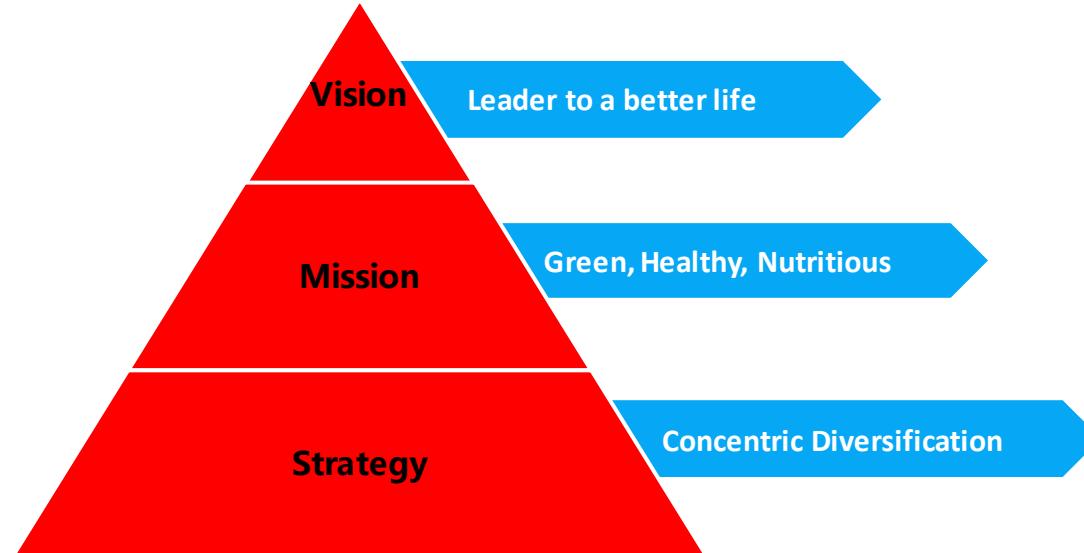 Vision
Leader to a better life
Mission
Green, Healthy, Nutritious
Strategy
Concentric Diversification